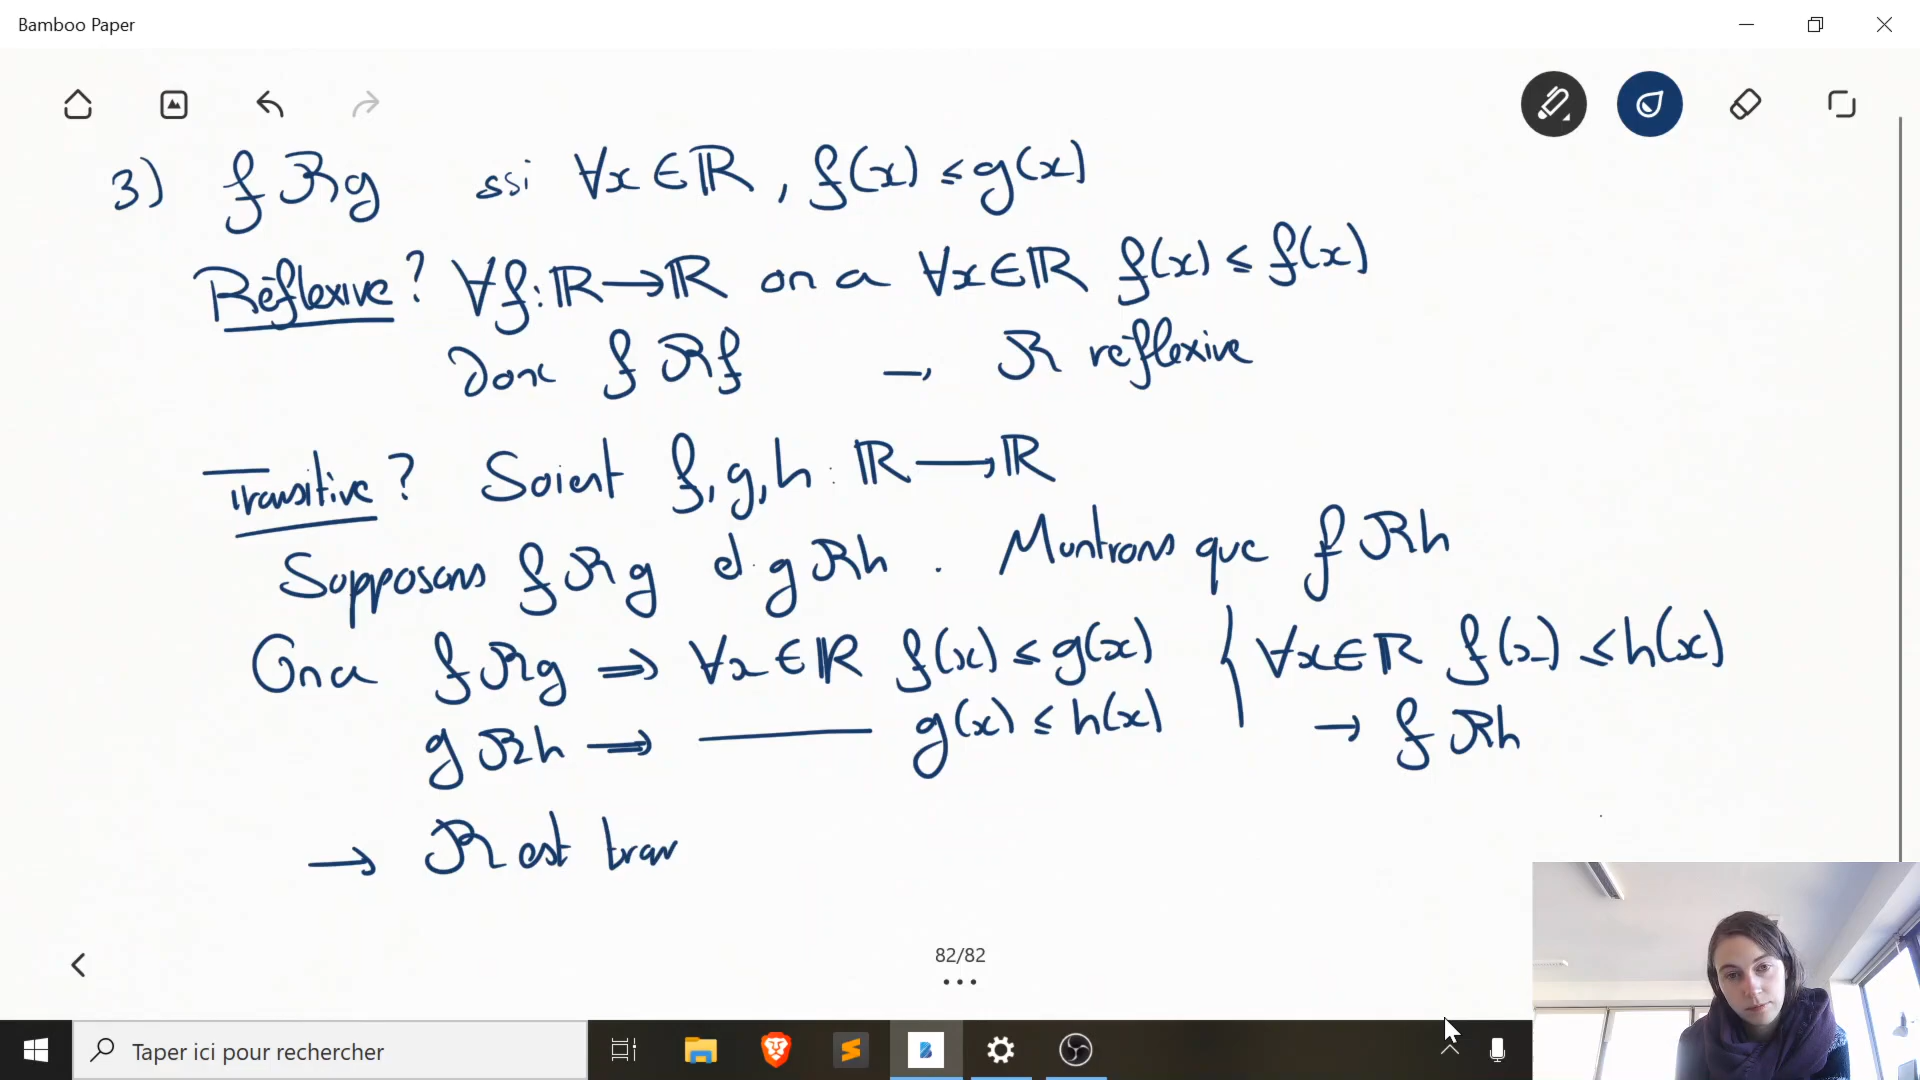 Bamboo Paper
3) f ℛ g ssi ∀x ∈ ℝ, f(x) ≤ g(x)
Réflexive ? ∀f : ℝ → ℝ on a ∀x ∈ ℝ f(x) ≤ f(x)
Donc f ℛ f → ℛ réflexive
Transitive ? Soient f, g, h : ℝ → ℝ
Supposons f ℛ g et g ℛ h . Montrons que f ℛ h
On a f ℛ g ⇒ ∀x ∈ ℝ f(x) ≤ g(x) } ∀x ∈ ℝ f(x) ≤ h(x)
g ℛ h ⇒ —— g(x) ≤ h(x) → f ℛ h
→ ℛ est tran
82/82
Taper ici pour rechercher